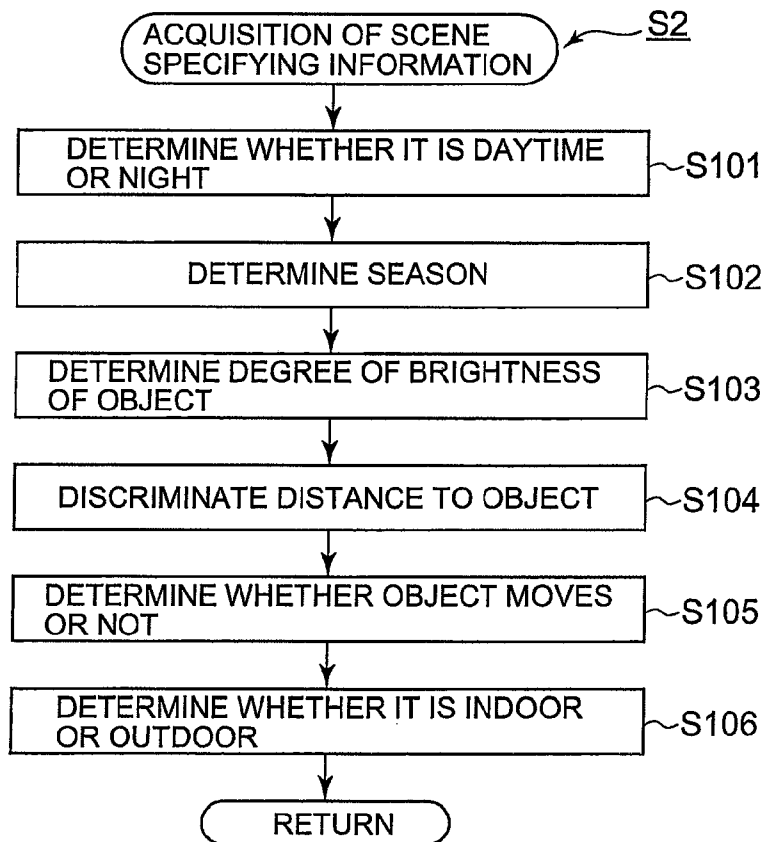 ACQUISITION OF SCENE
SPECIFYING INFORMATION
S2
DETERMINE WHETHER IT IS DAYTIME
OR NIGHT
S101
DETERMINE SEASON
S102
DETERMINE DEGREE OF BRIGHTNESS
OF OBJECT
S103
DISCRIMINATE DISTANCE TO OBJECT
S104
DETERMINE WHETHER OBJECT MOVES
OR NOT
S105
DETERMINE WHETHER IT IS INDOOR
OR OUTDOOR
S106
RETURN